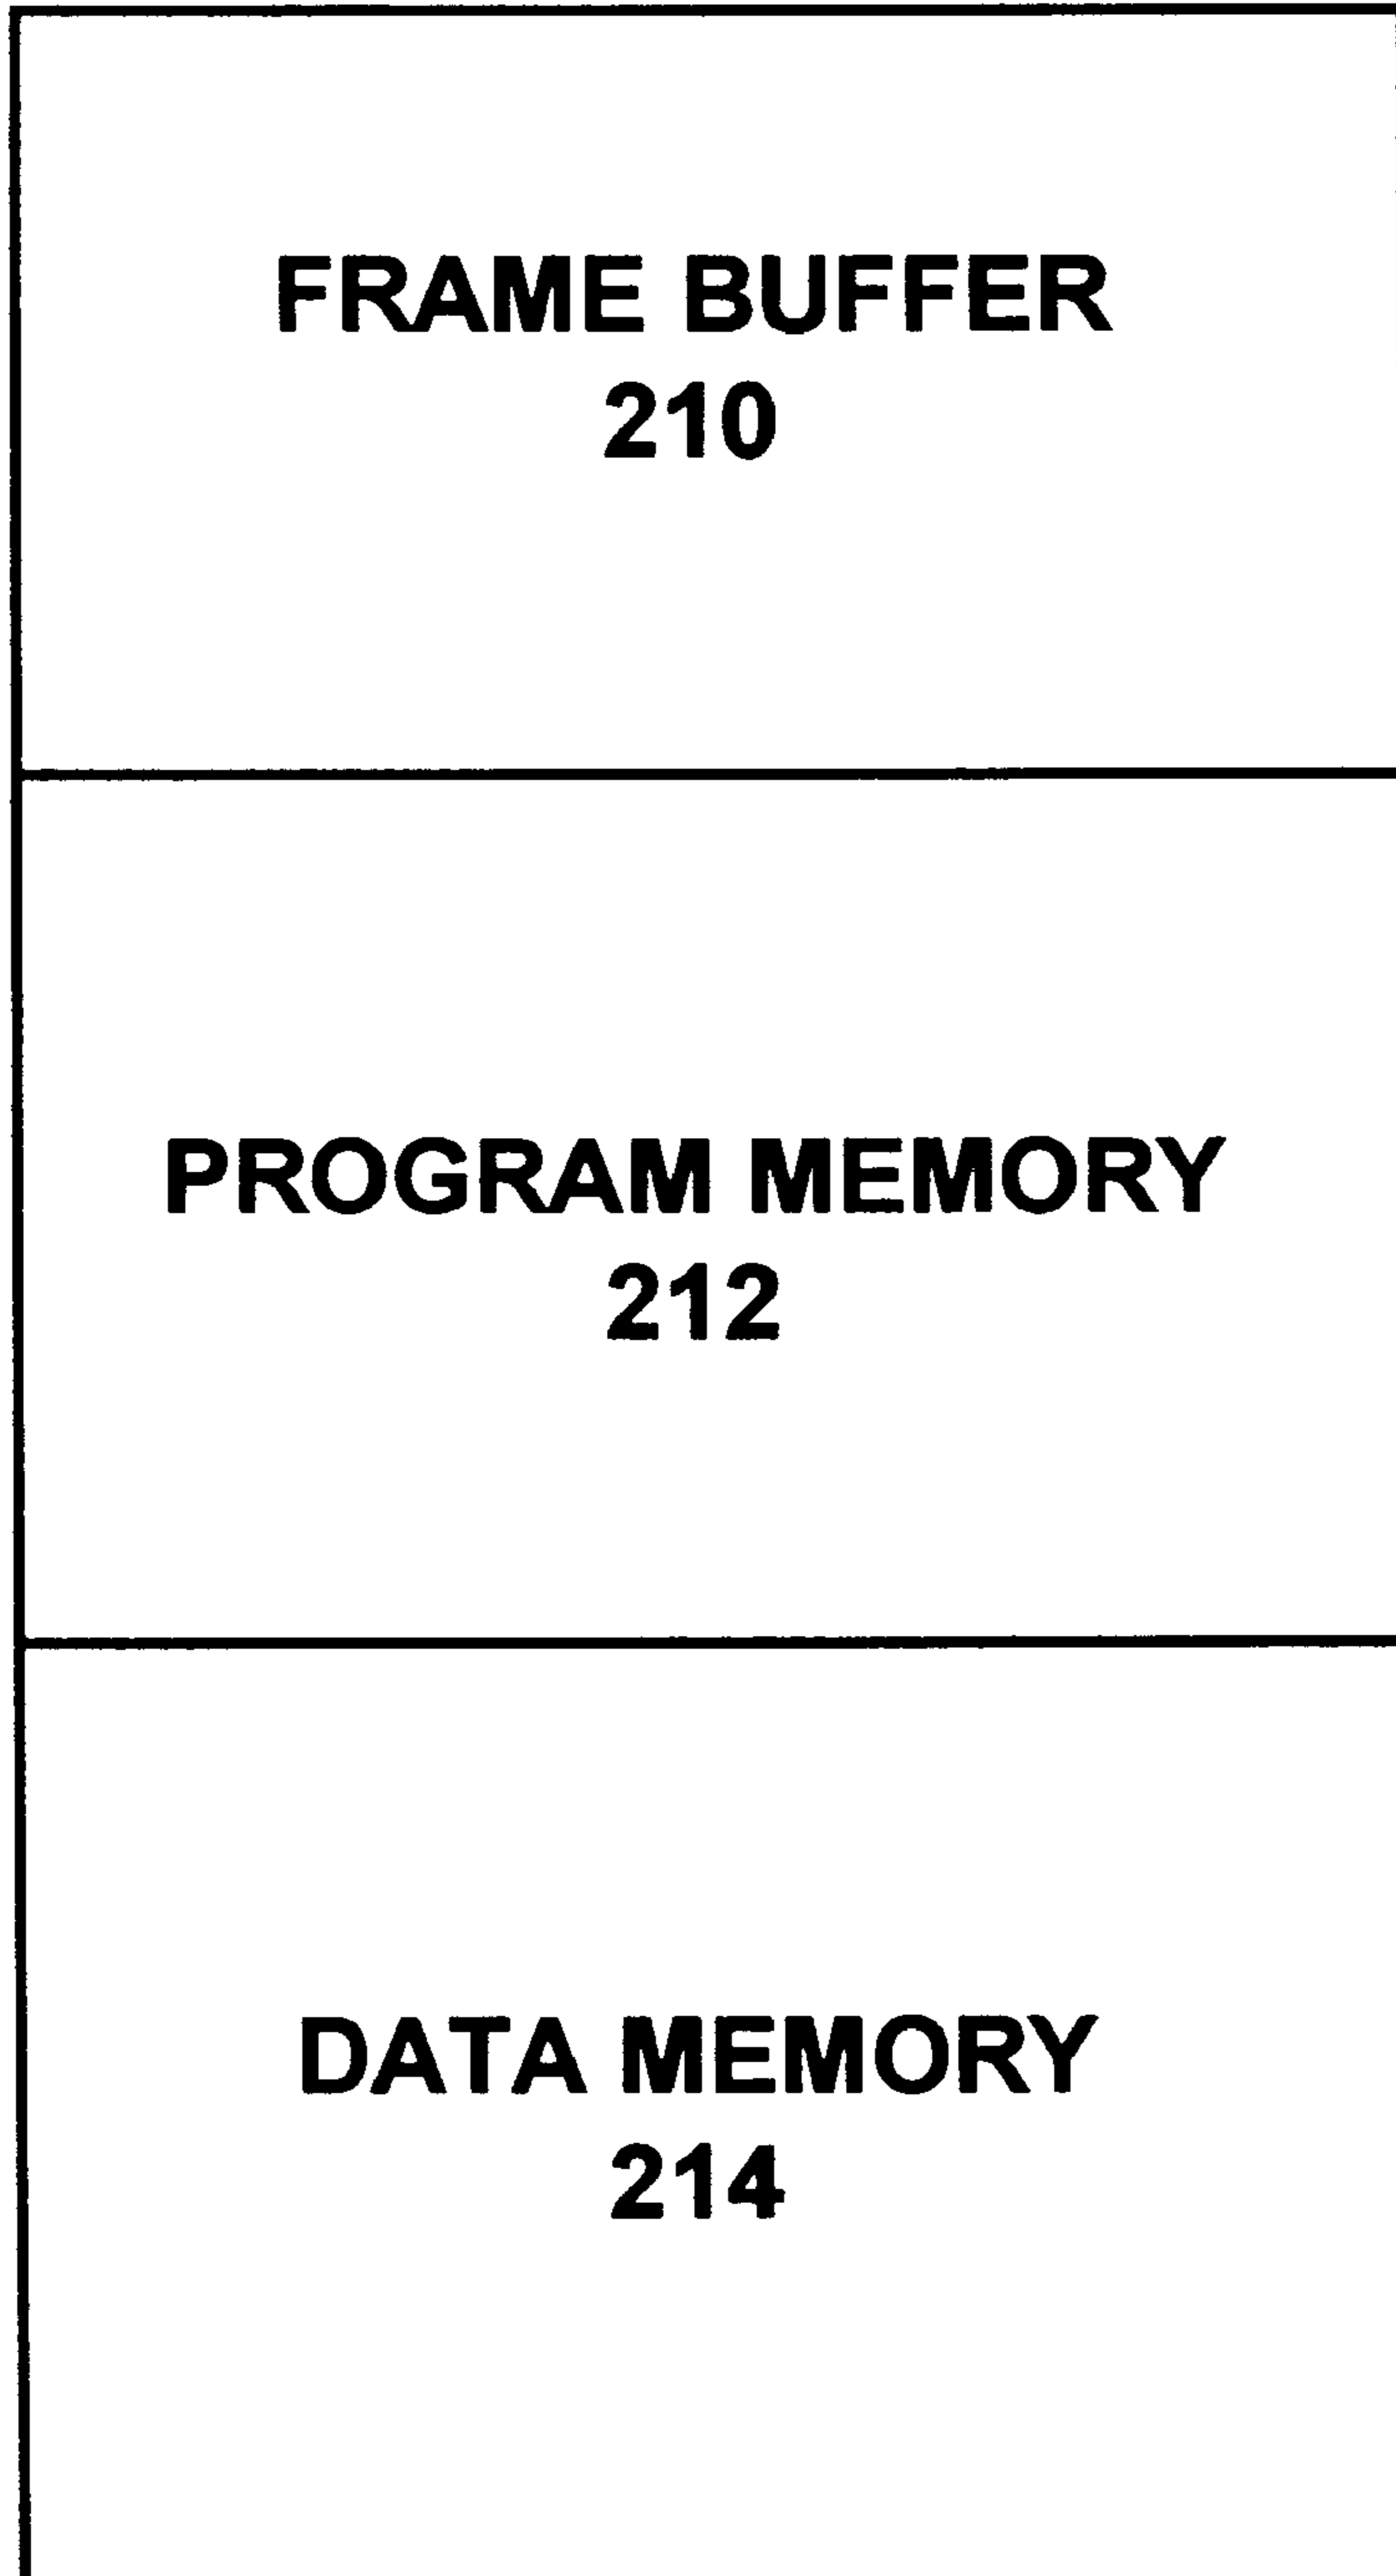 FRAME BUFFER
210
PROGRAM MEMORY
212
DATA MEMORY
214